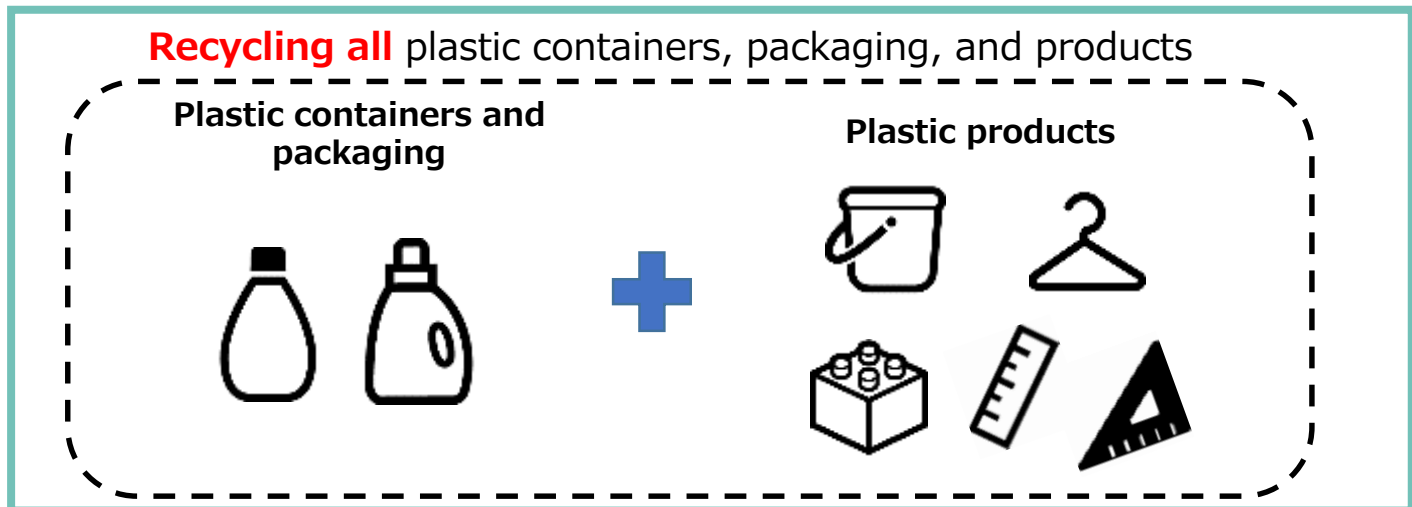 Recycling all plastic containers, packaging, and products
Plastic containers and
packaging
Plastic products